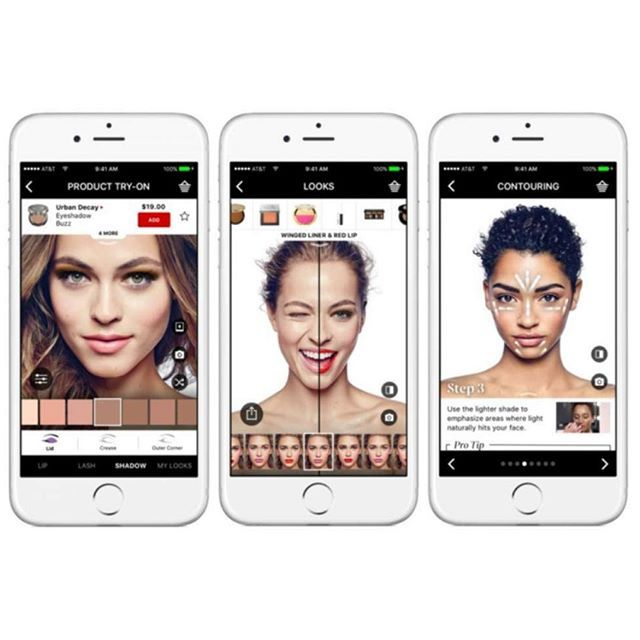 AT&T 9:41 AM 100%
PRODUCT TRY-ON
Urban Decay $19.00
Eyeshadow
Buzz
ADD
4 MORE
Lid Crease Outer Corner
LIP LASH SHADOW MY LOOKS
AT&T 9:41 AM 100%
LOOKS
WINGED LINER & RED LIP
AT&T 9:41 AM 100%
CONTOURING
Step 3
Use the lighter shade to
emphasize areas where light
naturally hits your face.
Pro Tip